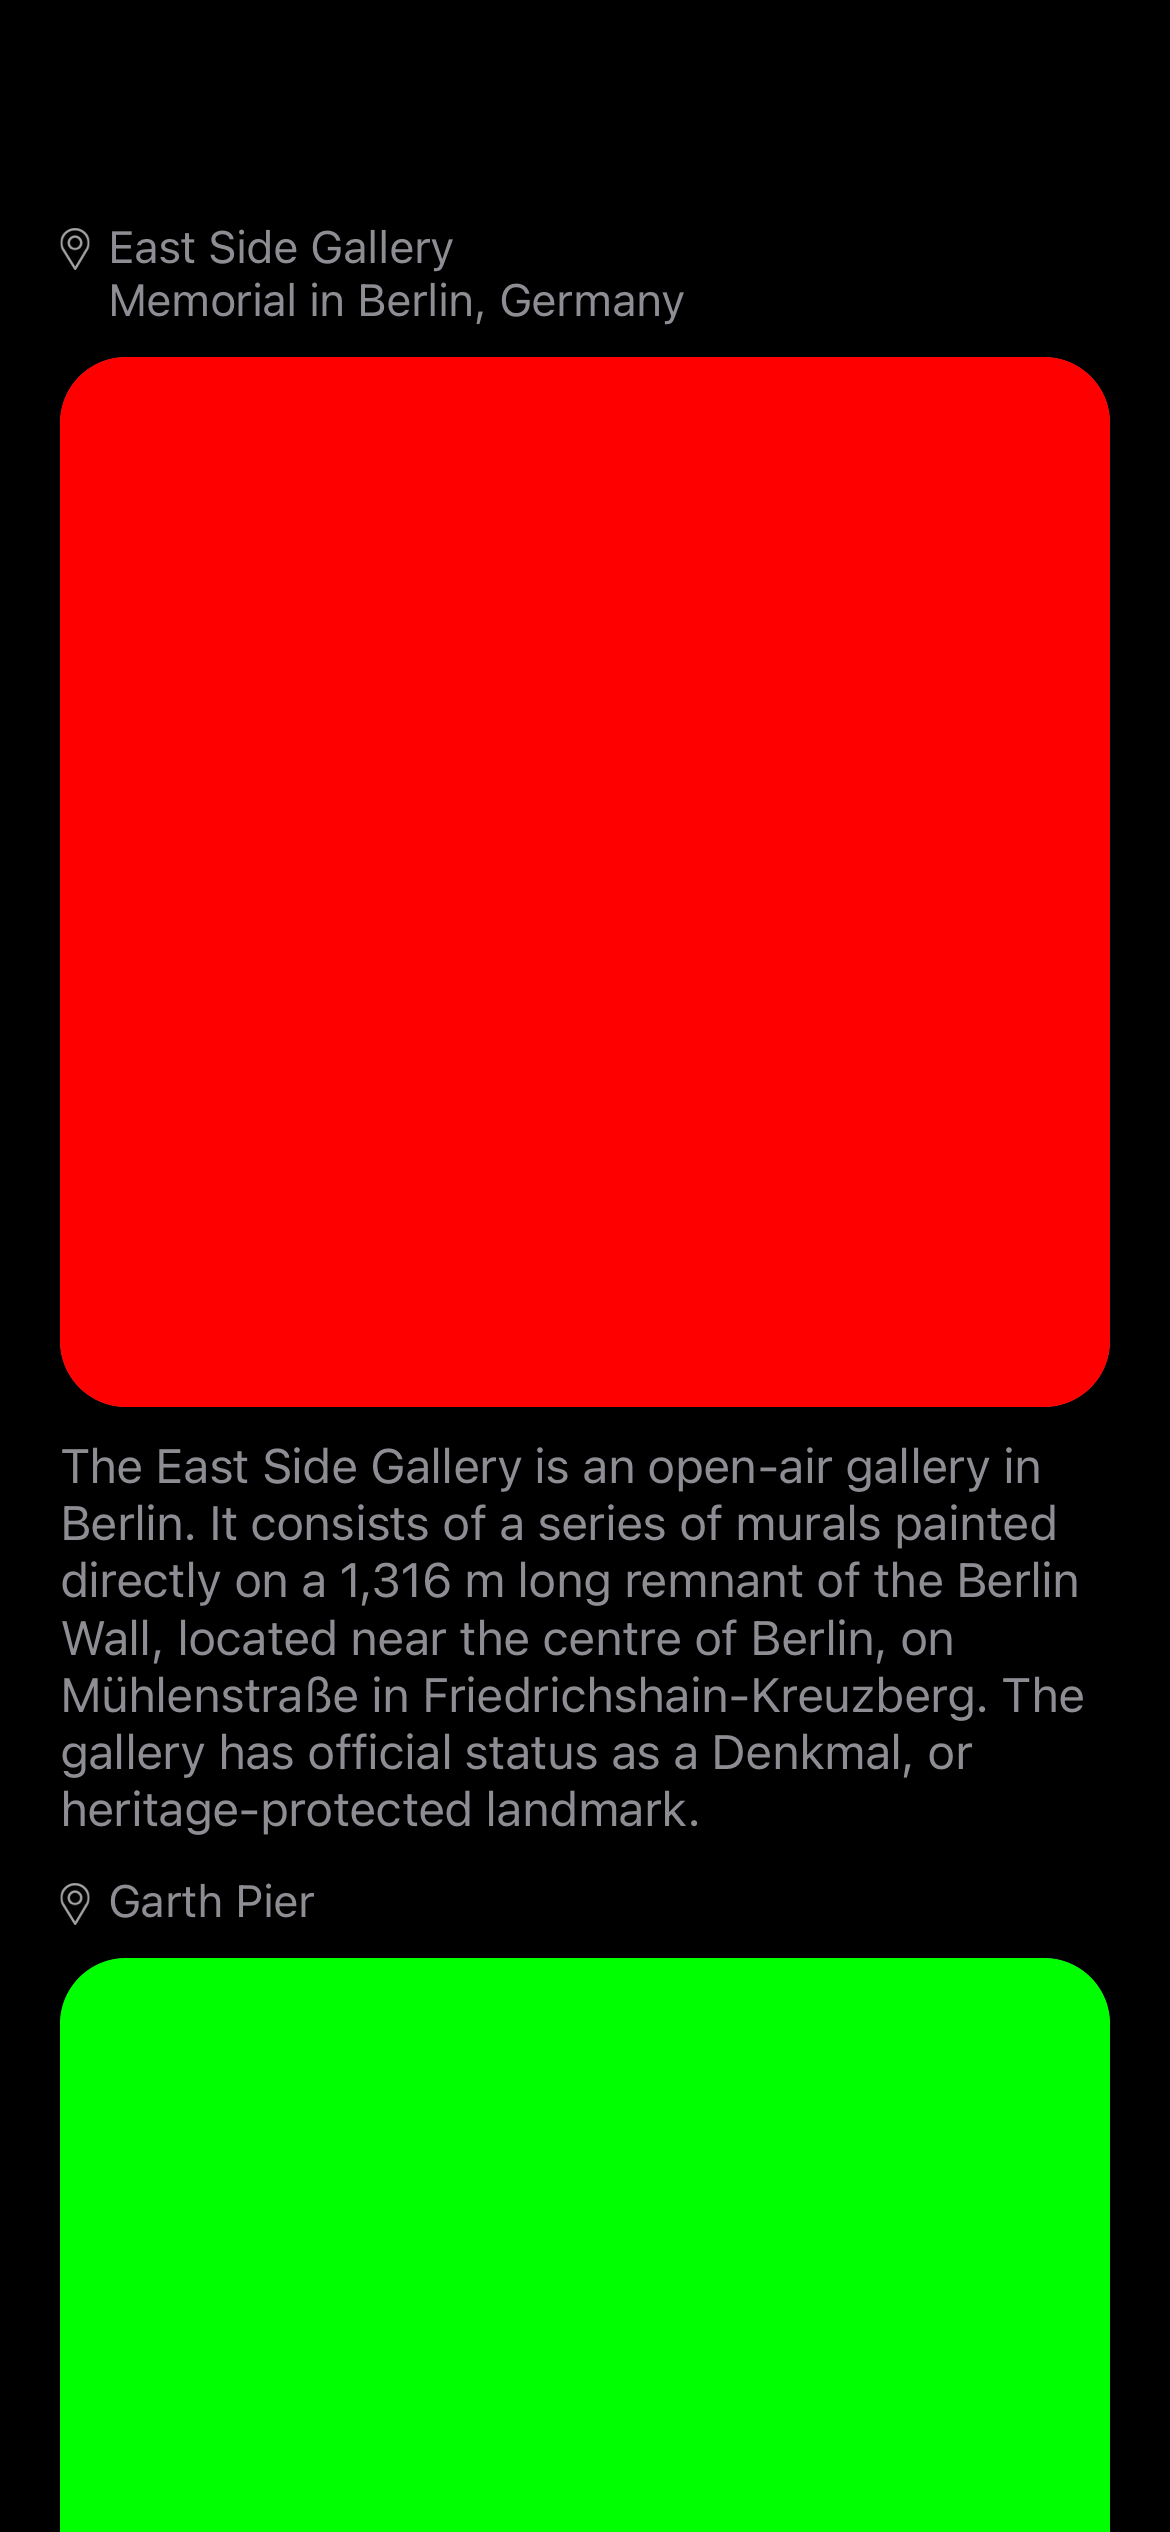 East Side Gallery
Memorial in Berlin, Germany
The East Side Gallery is an open-air gallery in
Berlin. It consists of a series of murals painted
directly on a 1,316 m long remnant of the Berlin
Wall, located near the centre of Berlin, on
Mühlenstraße in Friedrichshain-Kreuzberg. The
gallery has official status as a Denkmal, or
heritage-protected landmark.
Garth Pier